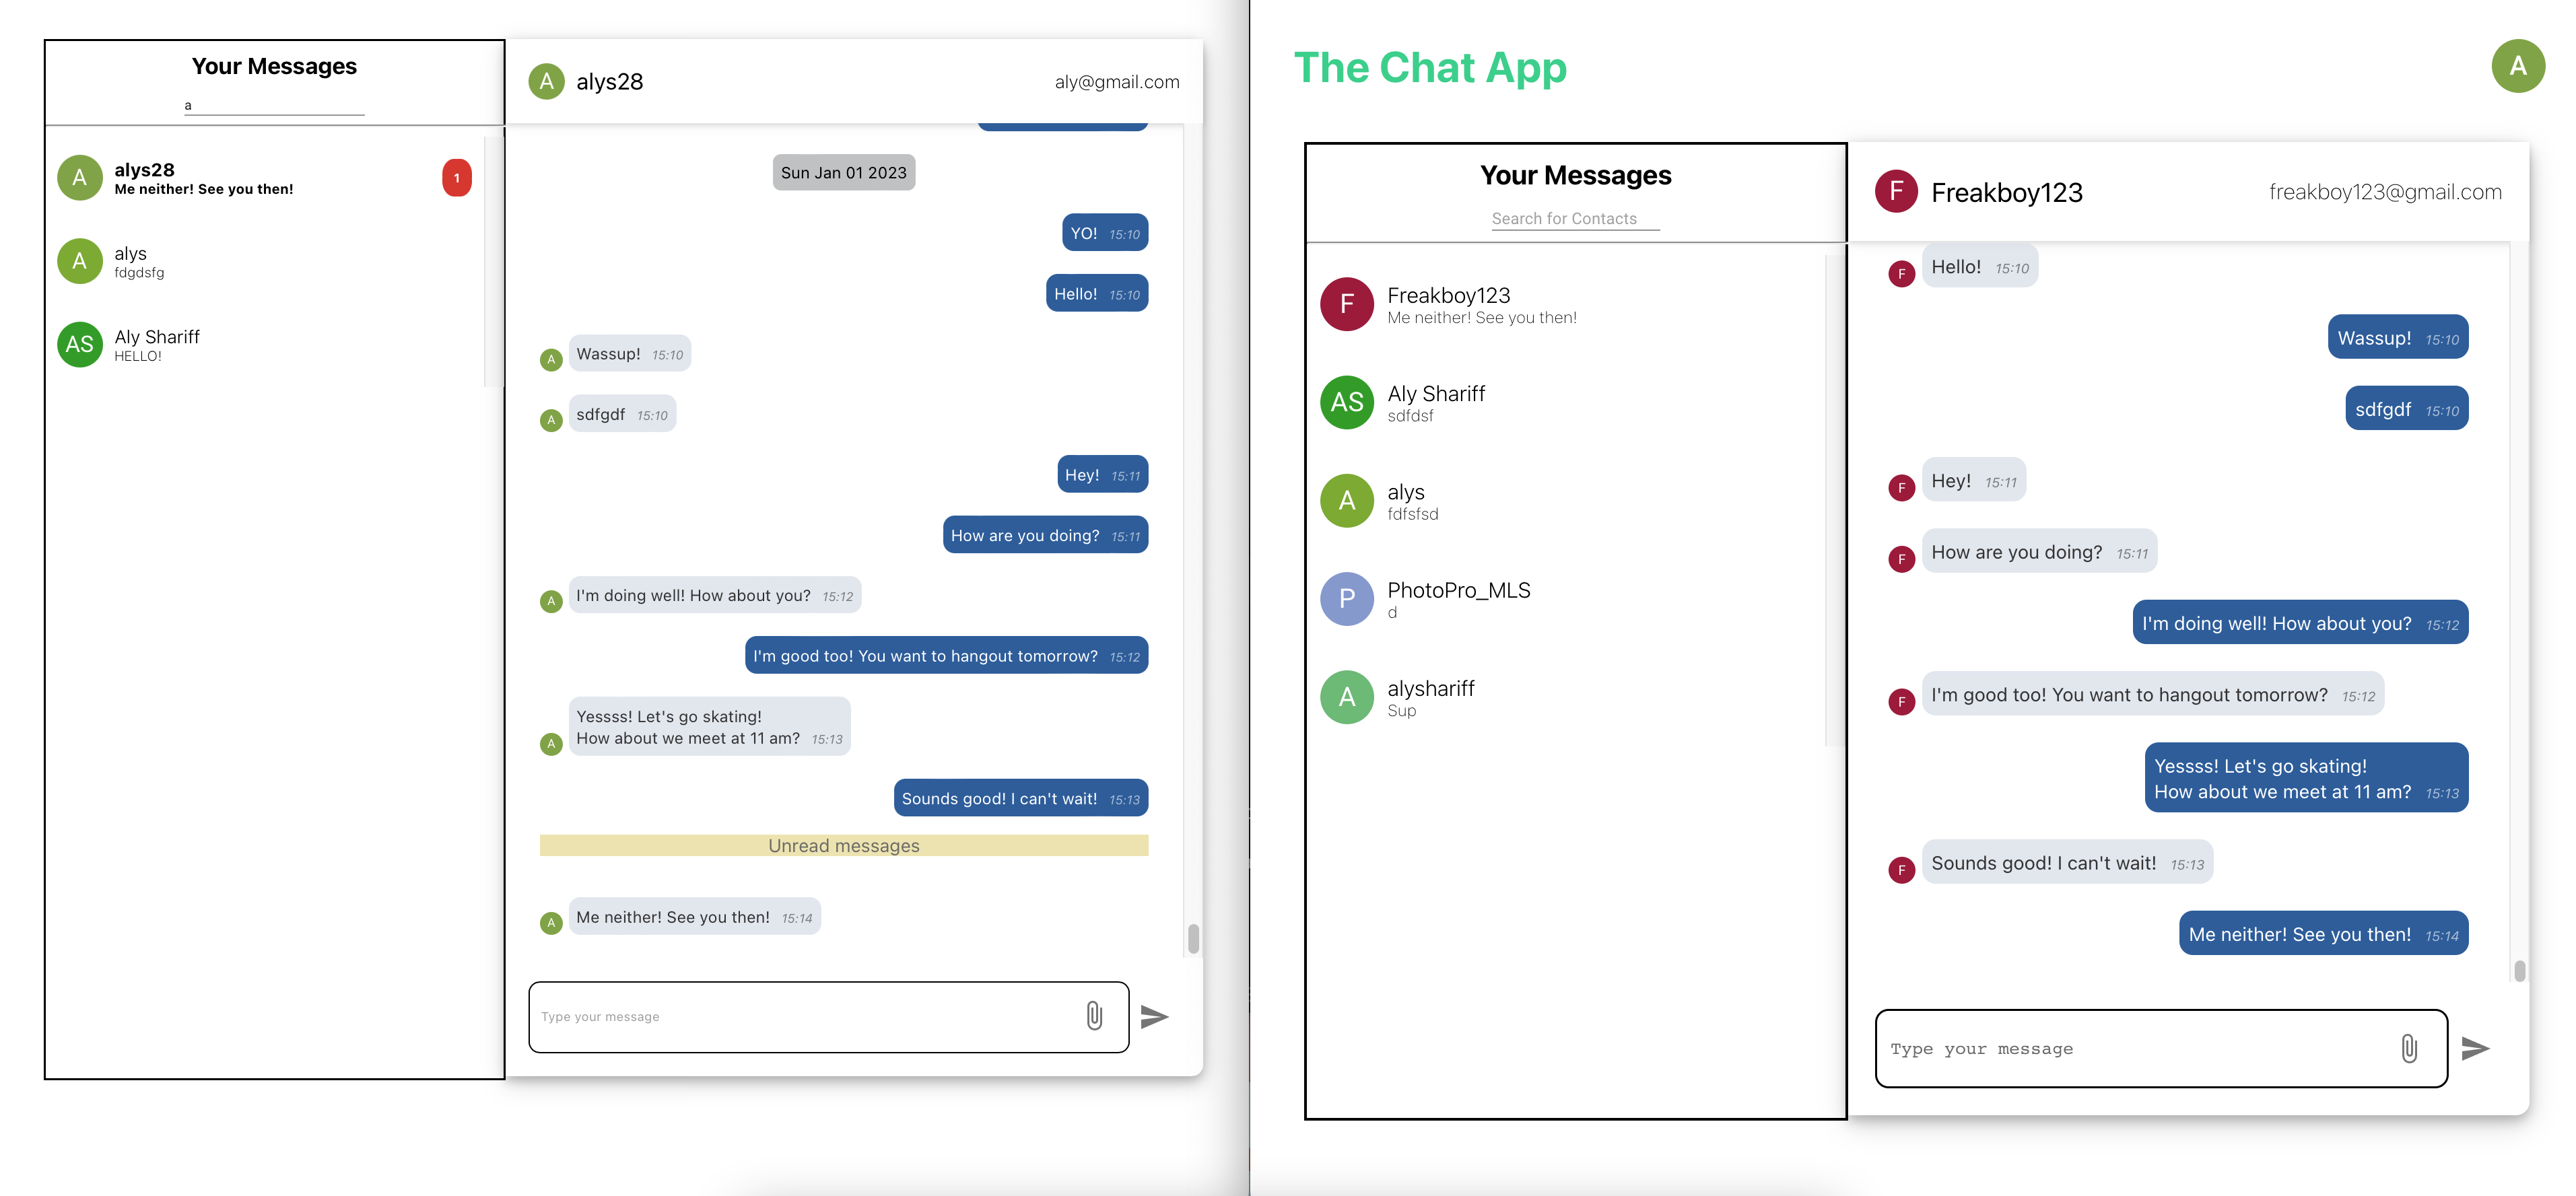 Your Messages
a
A
alys28
Me neither! See you then!
1
A
alys
fdgdsfg
AS
Aly Shariff
HELLO!
A
alys28
aly@gmail.com
Sun Jan 01 2023
YO! 15:10
Hello! 15:10
A
Wassup! 15:10
A
sdfgdf 15:10
Hey! 15:11
How are you doing? 15:11
A
I'm doing well! How about you? 15:12
I'm good too! You want to hangout tomorrow? 15:12
Yessss! Let's go skating!
A
How about we meet at 11 am? 15:13
Sounds good! I can't wait! 15:13
Unread messages
A
Me neither! See you then! 15:14
Type your message
The Chat App
A
Your Messages
Search for Contacts
F
Freakboy123
Me neither! See you then!
AS
Aly Shariff
sdfdsf
A
alys
fdfsfsd
P
PhotoPro_MLS
d
A
alyshariff
Sup
F
Freakboy123
freakboy123@gmail.com
F
Hello! 15:10
Wassup! 15:10
sdfgdf 15:10
F
Hey! 15:11
F
How are you doing? 15:11
I'm doing well! How about you? 15:12
F
I'm good too! You want to hangout tomorrow? 15:12
Yessss! Let's go skating!
How about we meet at 11 am? 15:13
F
Sounds good! I can't wait! 15:13
Me neither! See you then! 15:14
Type your message